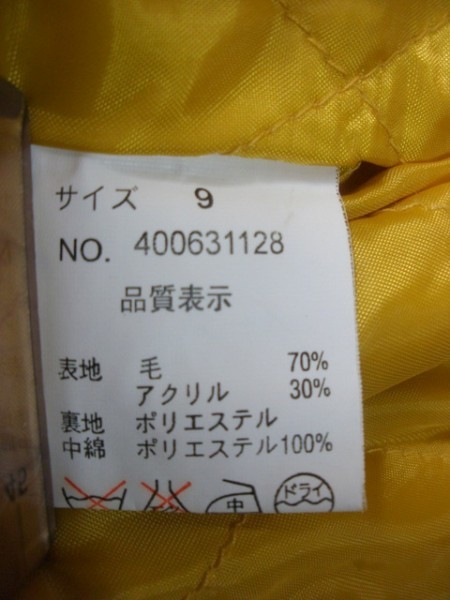 サイズ 9
NO. 400631128
品質表示
表地 毛 70%
アクリル 30%
裏地 ポリエステル
中綿 ポリエステル100%
中 ドライ